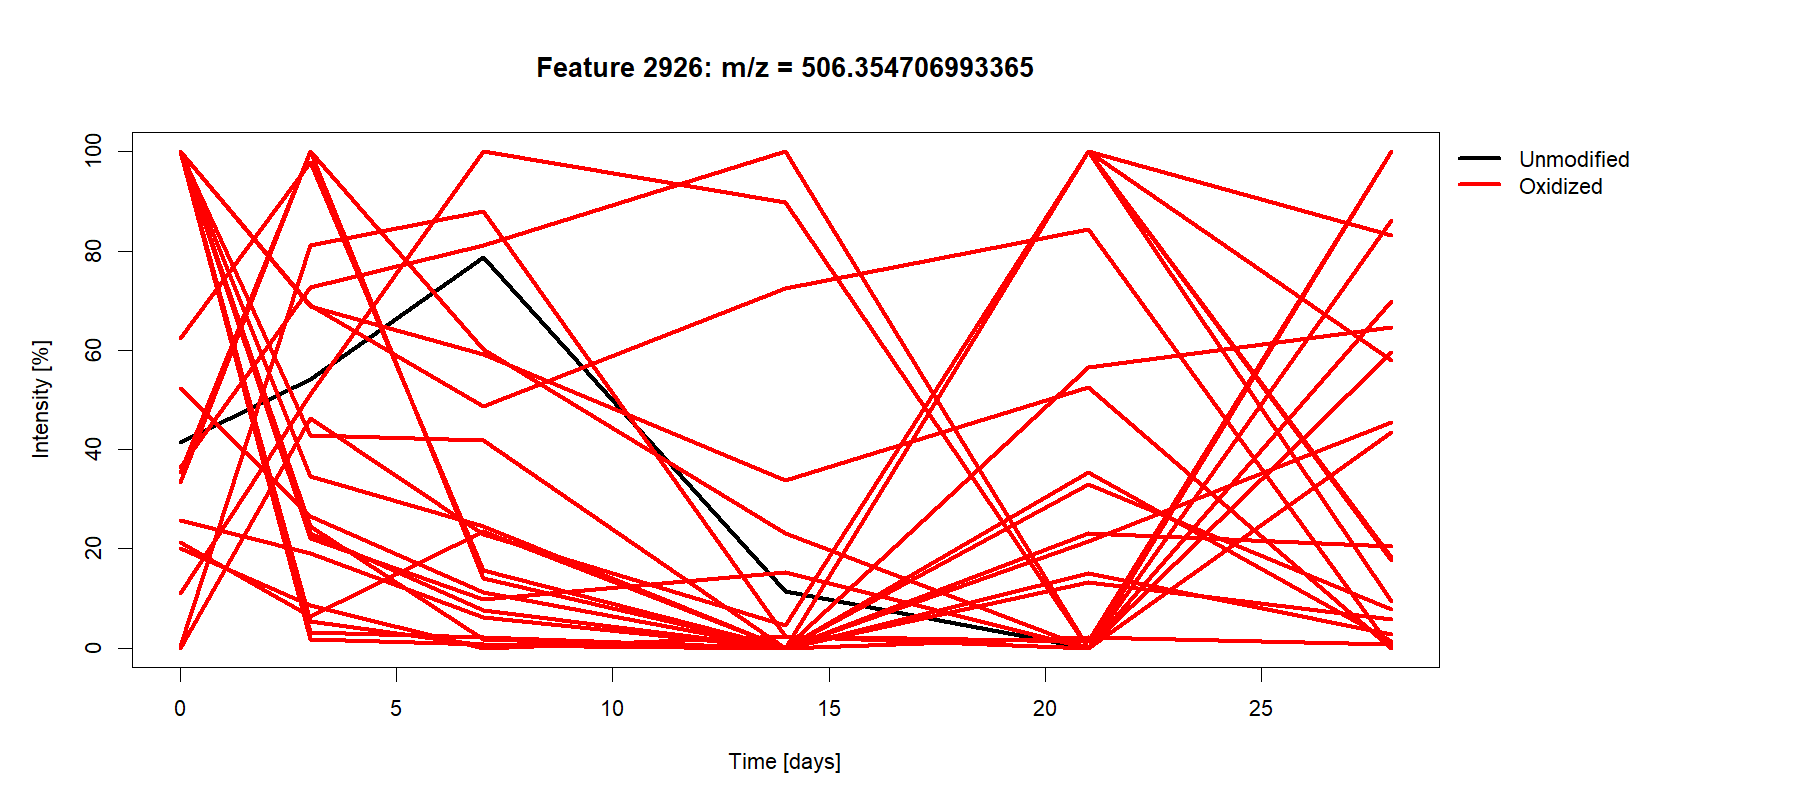 Feature 2926: m/z = 506.354706993365
Unmodified
Oxidized
Intensity [%]
100
80
60
40
20
0
0 5 10 15 20 25
Time [days]